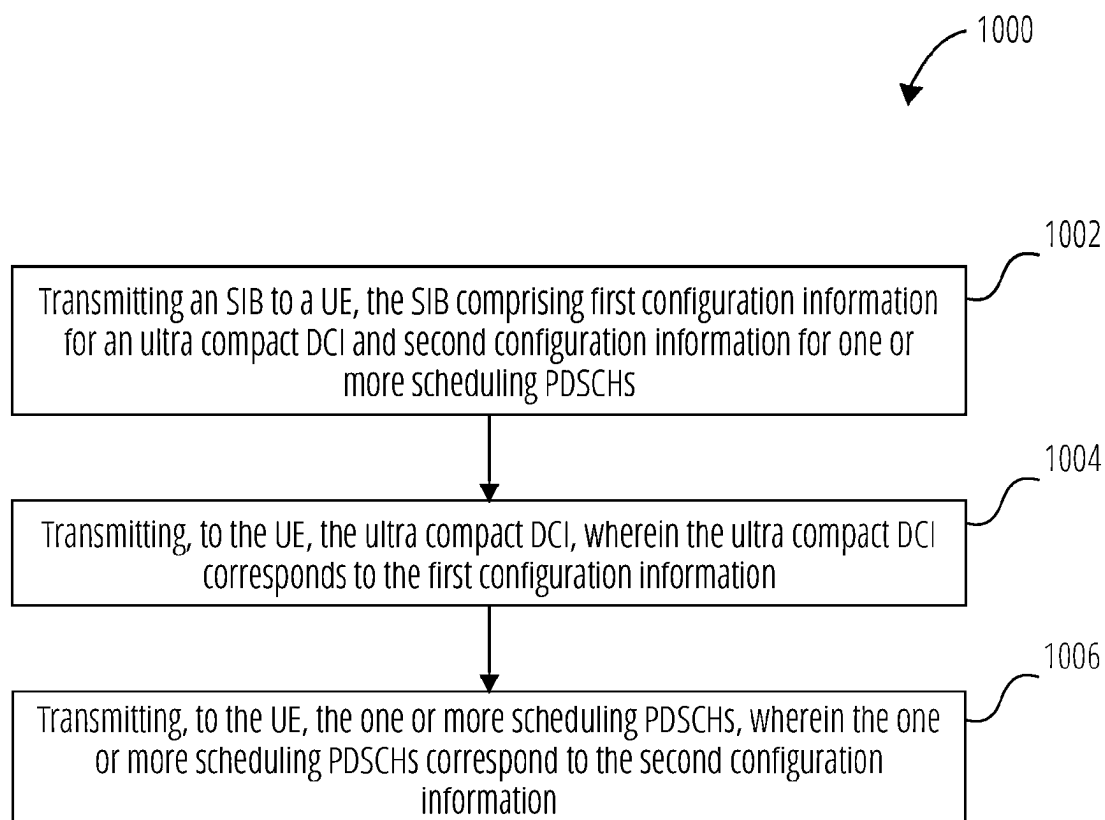 1000
1002
Transmitting an SIB to a UE, the SIB comprising first configuration information
for an ultra compact DCI and second configuration information for one or
more scheduling PDSCHs
1004
Transmitting, to the UE, the ultra compact DCI, wherein the ultra compact DCI
corresponds to the first configuration information
1006
Transmitting, to the UE, the one or more scheduling PDSCHs, wherein the one
or more scheduling PDSCHs correspond to the second configuration
information